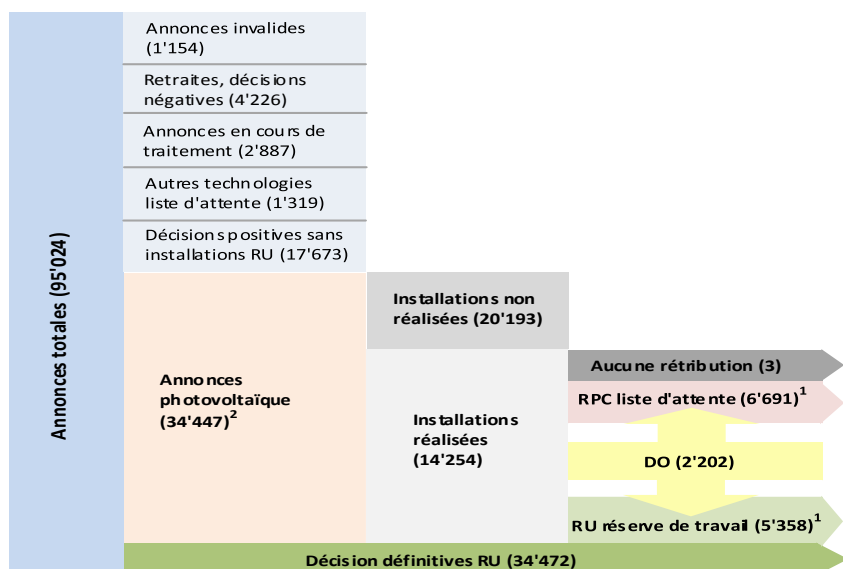 Annonces totales (95'024)
Annonces invalides
(1'154)
Retraites, décisions
négatives (4'226)
Annonces en cours de
traitement (2'887)
Autres technologies
liste d'attente (1'319)
Décisions positives sans
installations RU (17'673)
Annonces
photovoltaïque
(34'447)²
Installations non
réalisées (20'193)
Installations
réalisées
(14'254)
Aucune rétribution (3)
RPC liste d'attente (6'691)¹
DO (2'202)
RU réserve de travail (5'358)¹
Décision définitives RU (34'472)